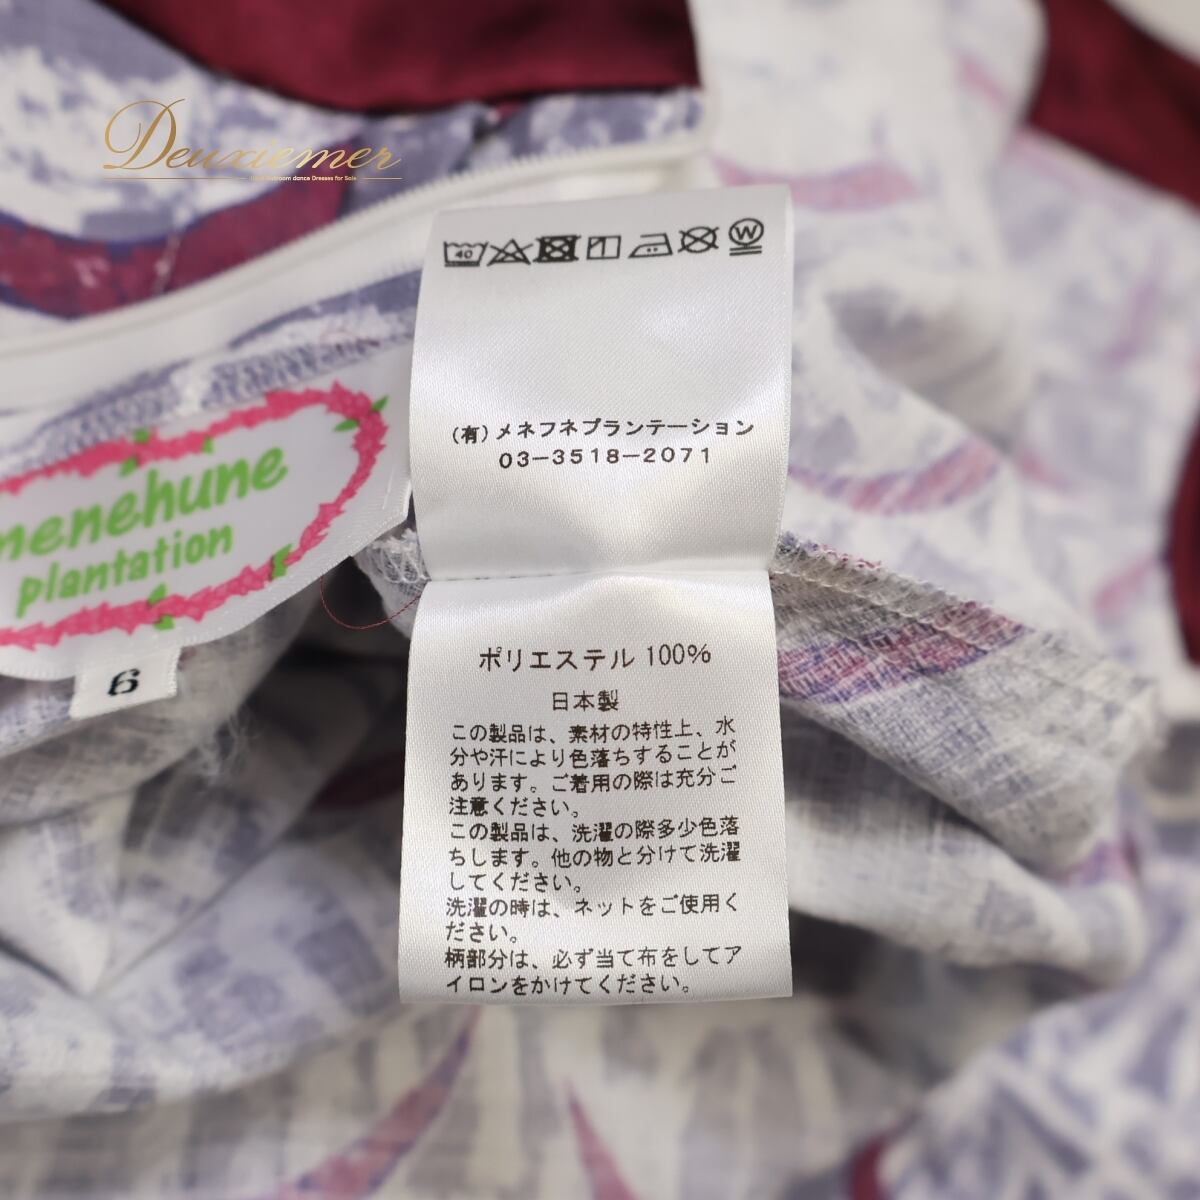 Deuxiemer
40
W
(有)メネフネプランテーション
03-3518-2071
menehune
plantation
6
ポリエステル 100%
日本製
この製品は、素材の特性上、水
分や汗により色落ちすることが
あります。ご着用の際は充分ご
注意ください。
この製品は、洗濯の際多少色落
ちします。他の物と分けて洗濯
してください。
洗濯の時は、ネットをご使用く
ださい。
柄部分は、必ず当て布をしてア
イロンをかけてください。